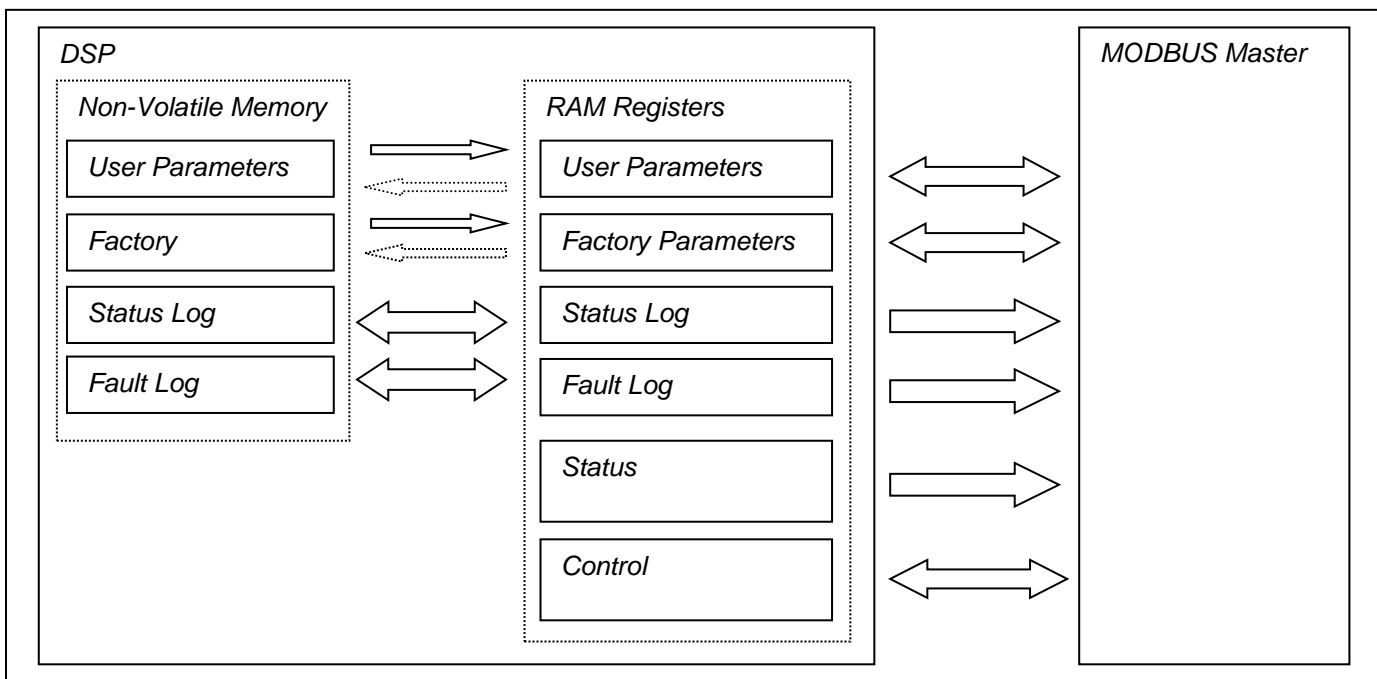 DSP
MODBUS Master
Non-Volatile Memory
RAM Registers
User Parameters
User Parameters
Factory
Factory Parameters
Status Log
Status Log
Fault Log
Fault Log
Status
Control